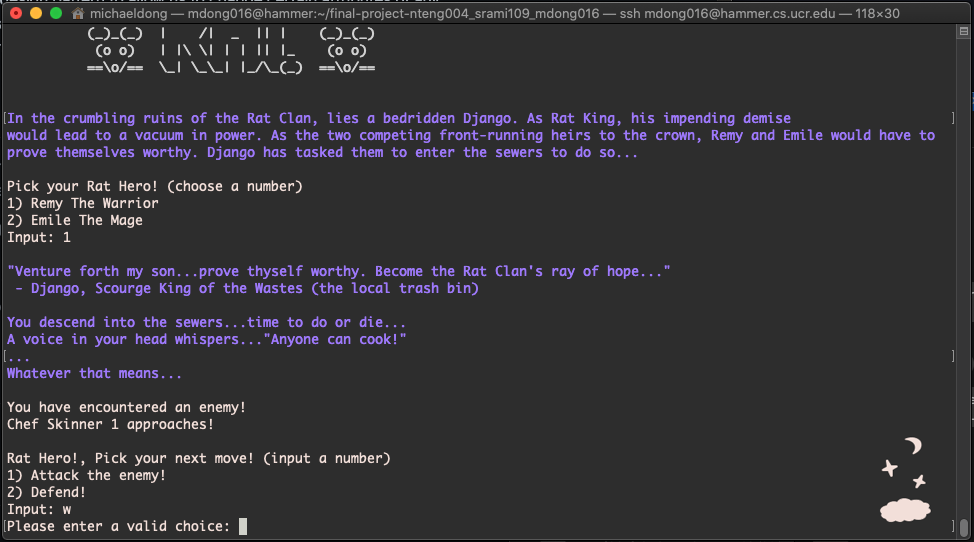 michaeldong — mdong016@hammer:~/final-project-nteng004_srami109_mdong016 — ssh mdong016@hammer.cs.ucr.edu — 118×30
(_)_(_)  |    /|  _  || |    (_)_(_)
(o o)   | |\ \| | | || |_    (o o)
==\o/==  \_| \_\_| |_/\_(_)  ==\o/==
In the crumbling ruins of the Rat Clan, lies a bedridden Django. As Rat King, his impending demise
would lead to a vacuum in power. As the two competing front-running heirs to the crown, Remy and Emile would have to
prove themselves worthy. Django has tasked them to enter the sewers to do so...
Pick your Rat Hero! (choose a number)
1) Remy The Warrior
2) Emile The Mage
Input: 1
"Venture forth my son...prove thyself worthy. Become the Rat Clan's ray of hope..."
- Django, Scourge King of the Wastes (the local trash bin)
You descend into the sewers...time to do or die...
A voice in your head whispers..."Anyone can cook!"
...
Whatever that means...
You have encountered an enemy!
Chef Skinner 1 approaches!
Rat Hero!, Pick your next move! (input a number)
1) Attack the enemy!
2) Defend!
Input: w
Please enter a valid choice: